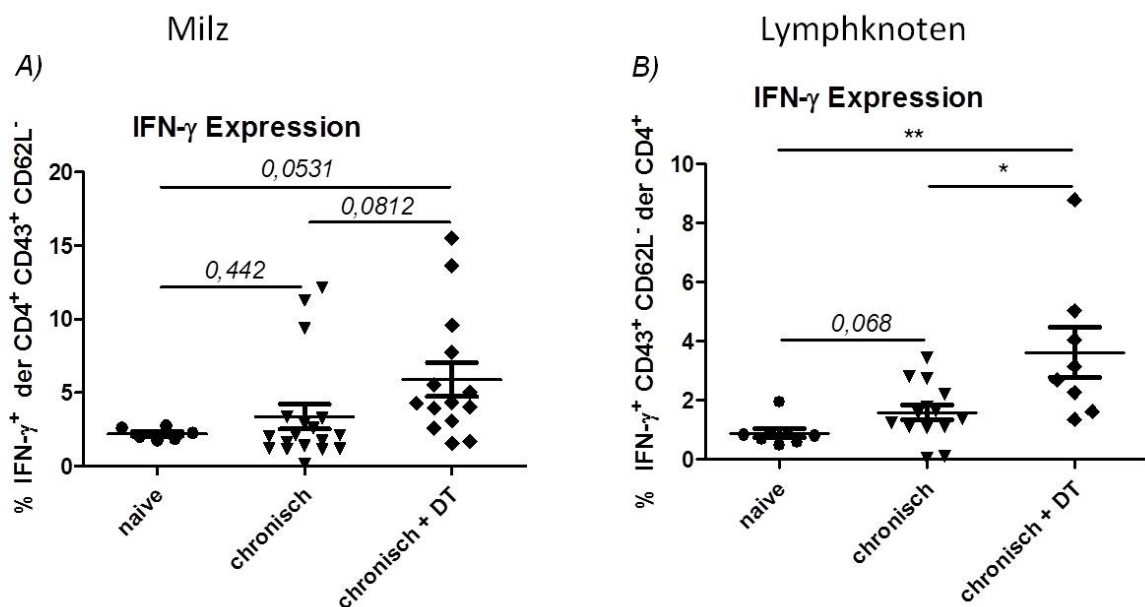 Milz
A)
IFN-γ Expression
% IFN-γ⁺ der CD4⁺ CD43⁺ CD62L⁻
20
15
10
5
0
0,0531
0,0812
0,442
naive
chronisch
chronisch + DT
Lymphknoten
B)
IFN-γ Expression
% IFN-γ⁺ CD43⁺ CD62L⁻ der CD4⁺
10
8
6
4
2
0
**
*
0,068
naive
chronisch
chronisch + DT